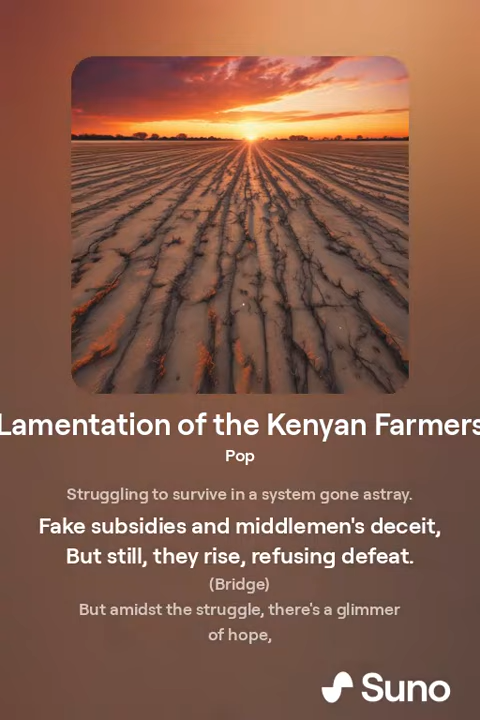 Lamentation of the Kenyan Farmers
Pop
Struggling to survive in a system gone astray.
Fake subsidies and middlemen's deceit,
But still, they rise, refusing defeat.
(Bridge)
But amidst the struggle, there's a glimmer
of hope,
Suno